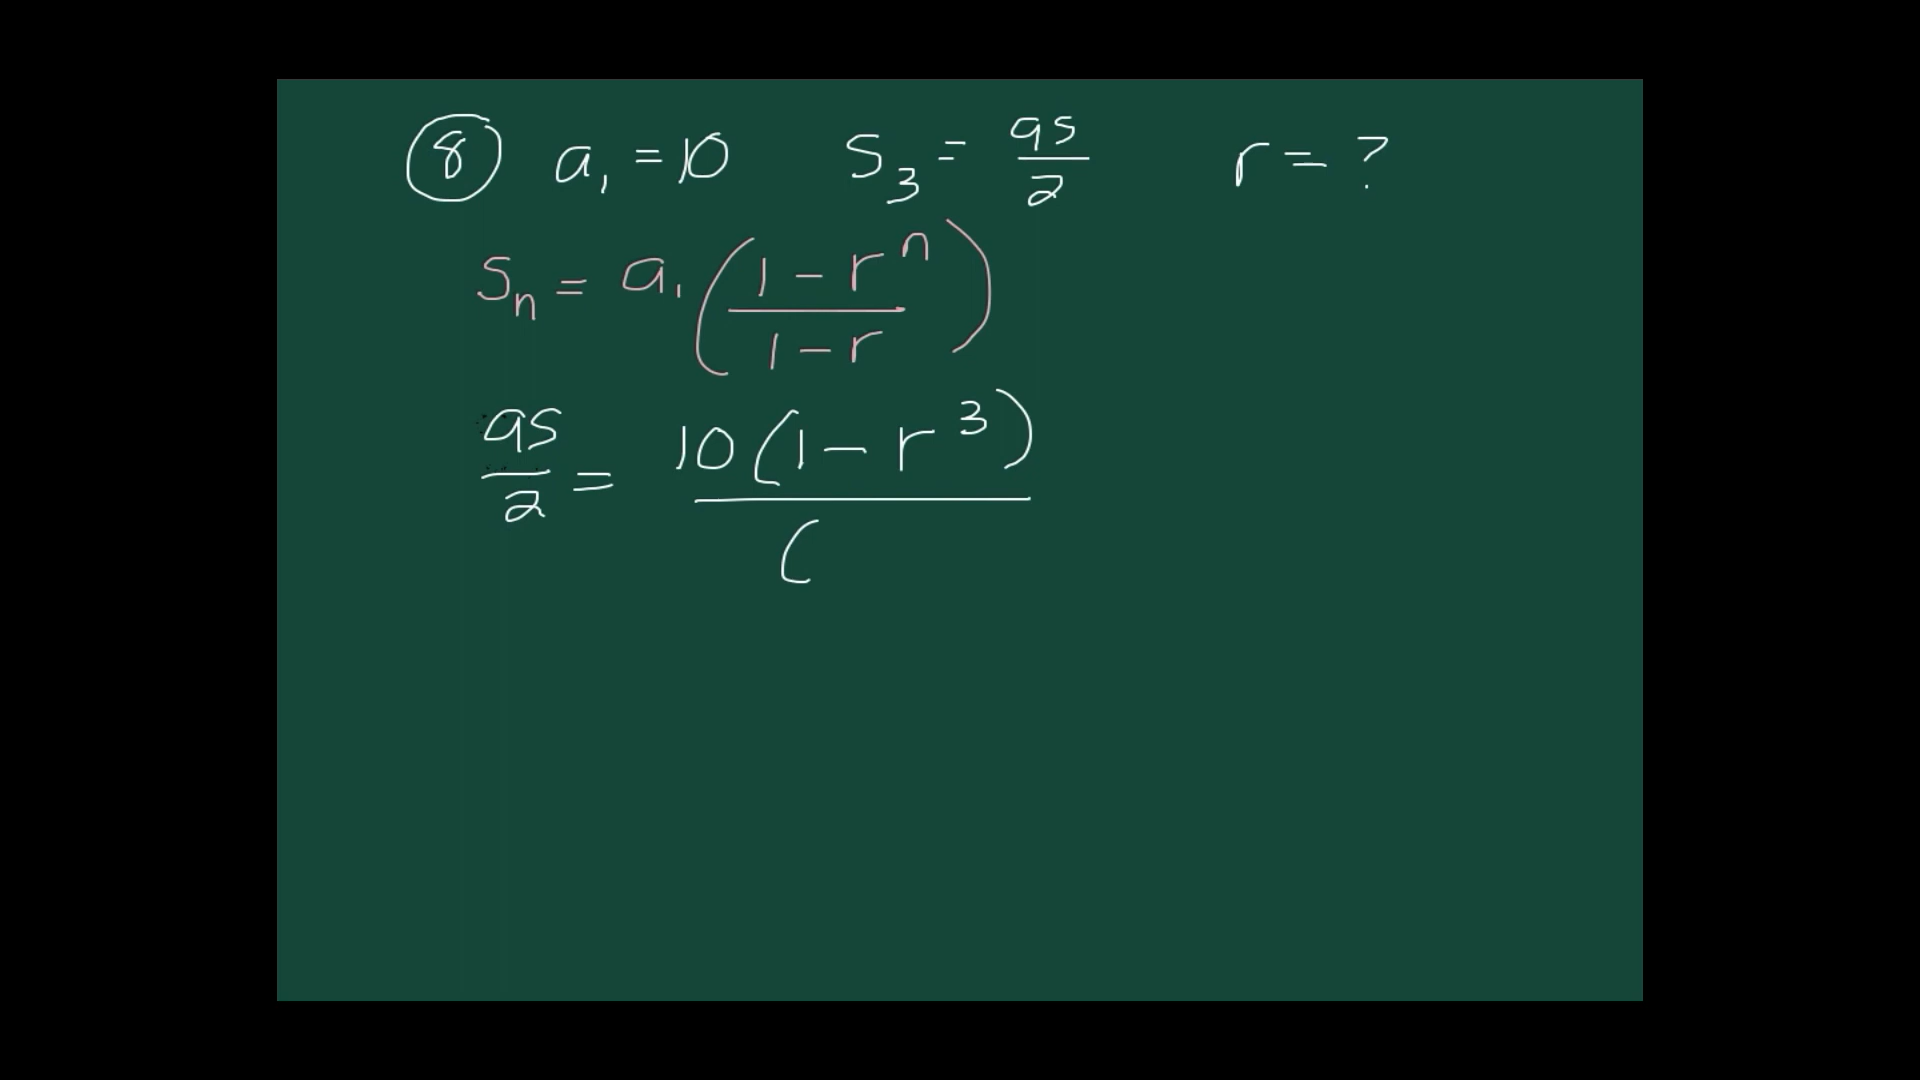 ⑧ a₁ = 10 S₃ = 95/2 r = ?
Sₙ = a₁((1 − rⁿ)/(1 − r))
95/2 = 10(1 − r³)/(